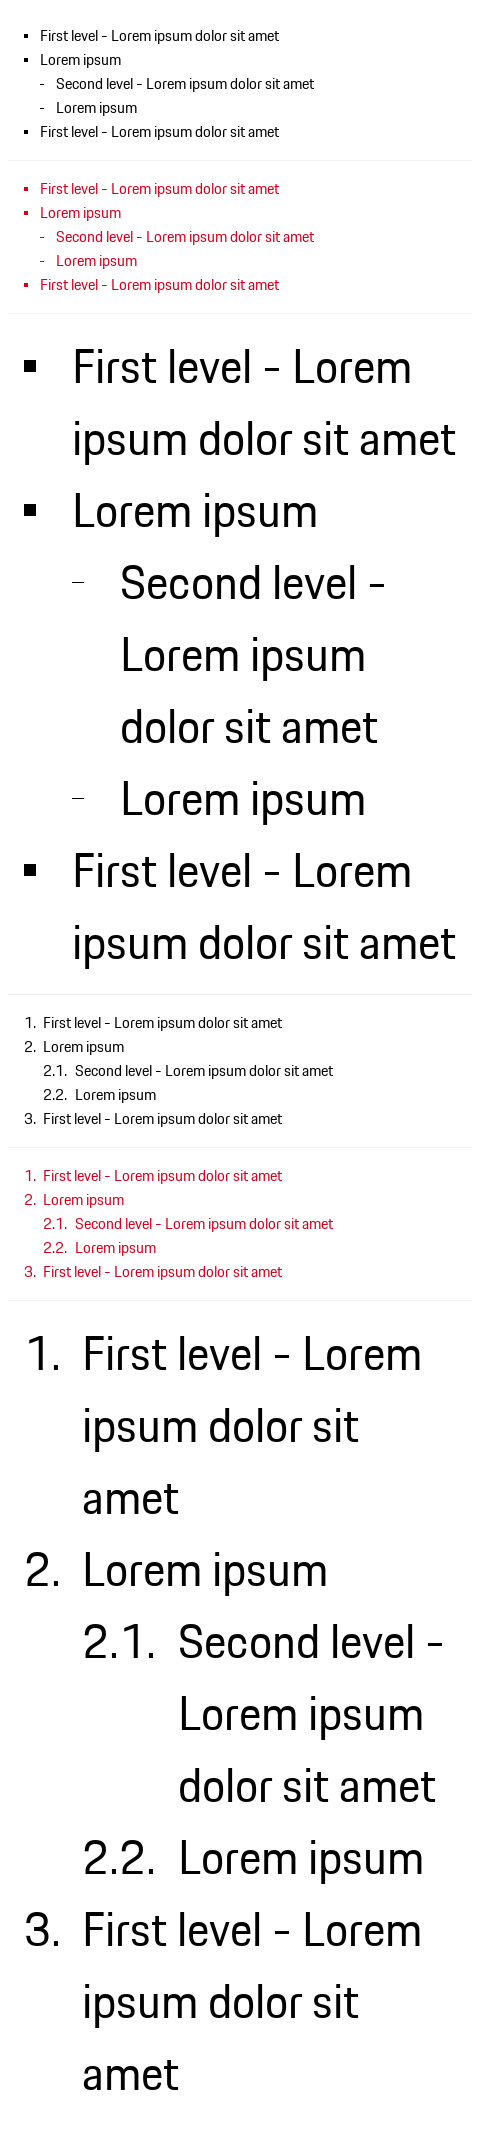 ▪ First level - Lorem ipsum dolor sit amet
▪ Lorem ipsum
- Second level - Lorem ipsum dolor sit amet
- Lorem ipsum
▪ First level - Lorem ipsum dolor sit amet
▪ First level - Lorem ipsum dolor sit amet
▪ Lorem ipsum
- Second level - Lorem ipsum dolor sit amet
- Lorem ipsum
▪ First level - Lorem ipsum dolor sit amet
▪ First level - Lorem
ipsum dolor sit amet
▪ Lorem ipsum
– Second level -
Lorem ipsum
dolor sit amet
– Lorem ipsum
▪ First level - Lorem
ipsum dolor sit amet
1. First level - Lorem ipsum dolor sit amet
2. Lorem ipsum
2.1. Second level - Lorem ipsum dolor sit amet
2.2. Lorem ipsum
3. First level - Lorem ipsum dolor sit amet
1. First level - Lorem ipsum dolor sit amet
2. Lorem ipsum
2.1. Second level - Lorem ipsum dolor sit amet
2.2. Lorem ipsum
3. First level - Lorem ipsum dolor sit amet
1. First level - Lorem
ipsum dolor sit
amet
2. Lorem ipsum
2.1. Second level -
Lorem ipsum
dolor sit amet
2.2. Lorem ipsum
3. First level - Lorem
ipsum dolor sit
amet